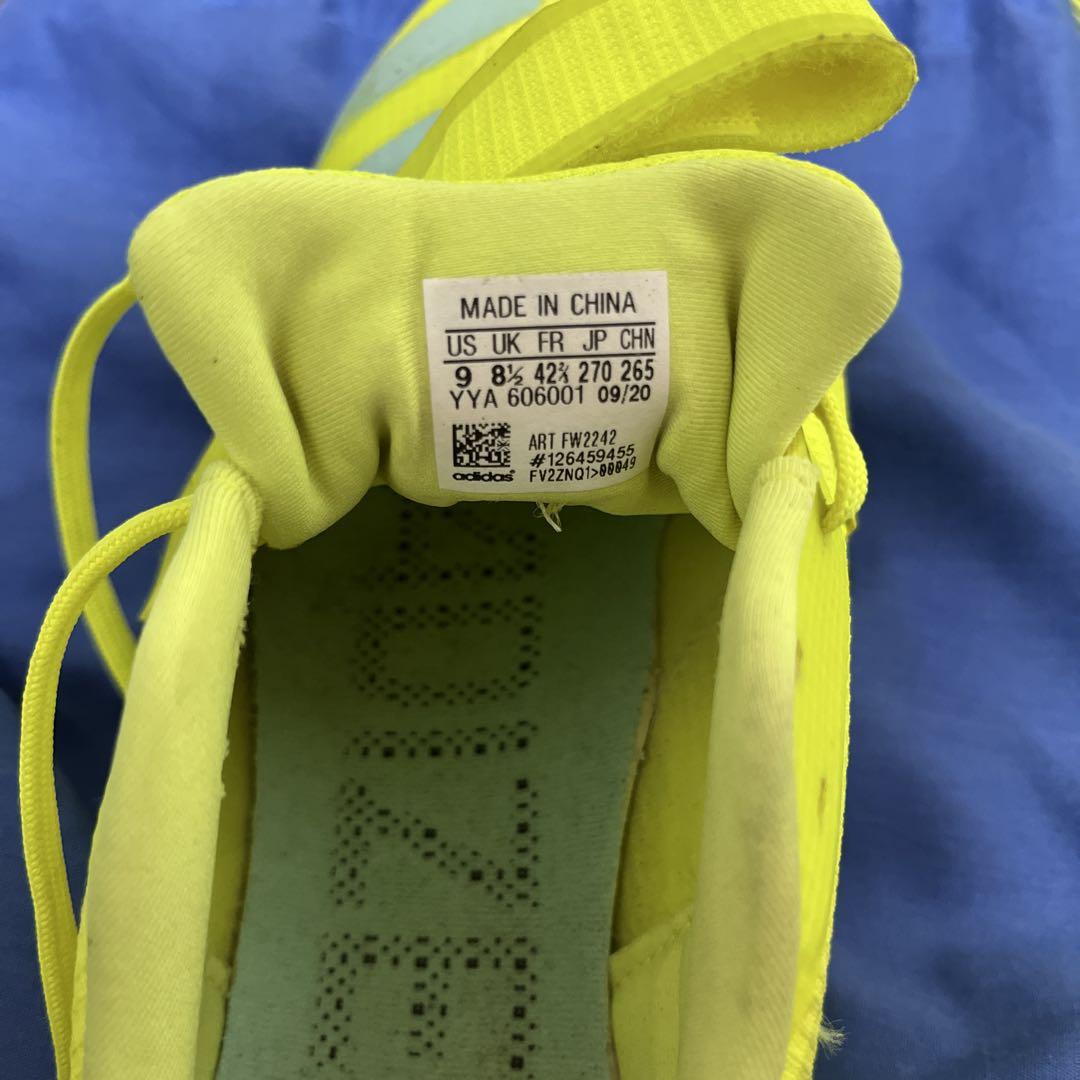 MADE IN CHINA
US UK FR JP CHN
9 8½ 42⅔ 270 265
YYA 606001 09/20
ART FW2242
#126459455
adidas FV2ZNQ1>00049